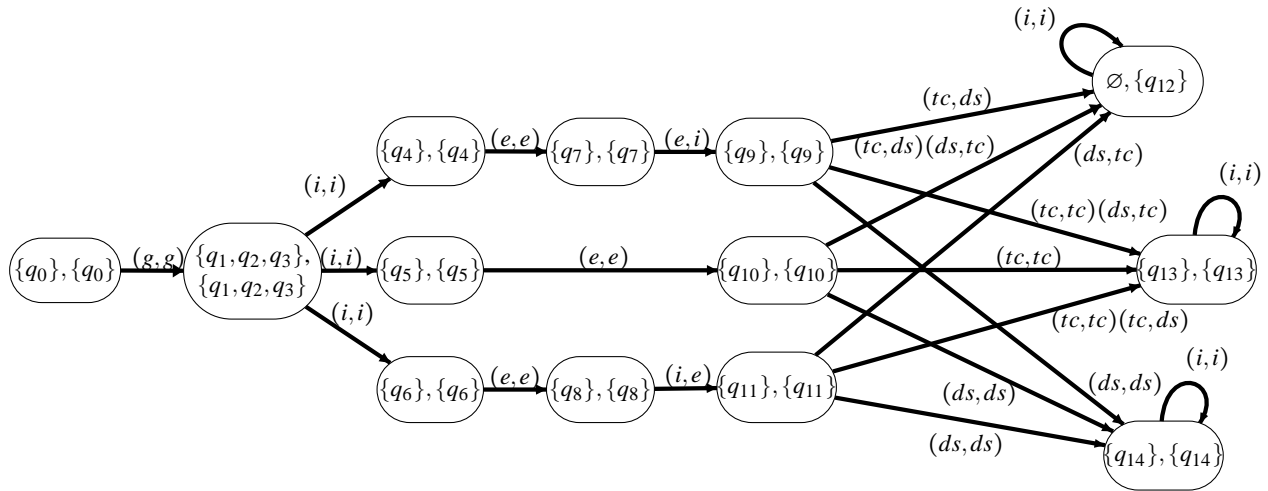 (i,i)
∅,{q12}
(tc,ds)
{q4},{q4}
(e,e)
{q7},{q7}
(e,i)
{q9},{q9}
(tc,ds)(ds,tc)
(ds,tc)
(i,i)
(i,i)
(tc,tc)(ds,tc)
{q0},{q0}
(g,g)
{q1,q2,q3},
{q1,q2,q3}
(i,i)
{q5},{q5}
(e,e)
{q10},{q10}
(tc,tc)
{q13},{q13}
(i,i)
(tc,tc)(tc,ds)
(i,i)
{q6},{q6}
(e,e)
{q8},{q8}
(i,e)
{q11},{q11}
(ds,ds)
(ds,ds)
(ds,ds)
{q14},{q14}